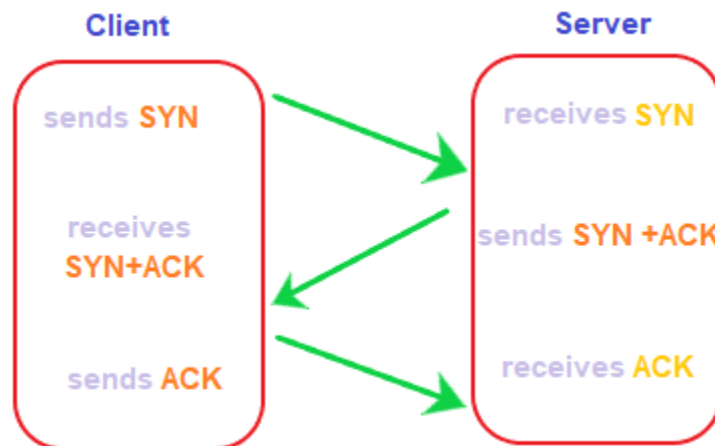 Client
Server
sends SYN
receives SYN
receives
SYN+ACK
sends SYN +ACK
sends ACK
receives ACK